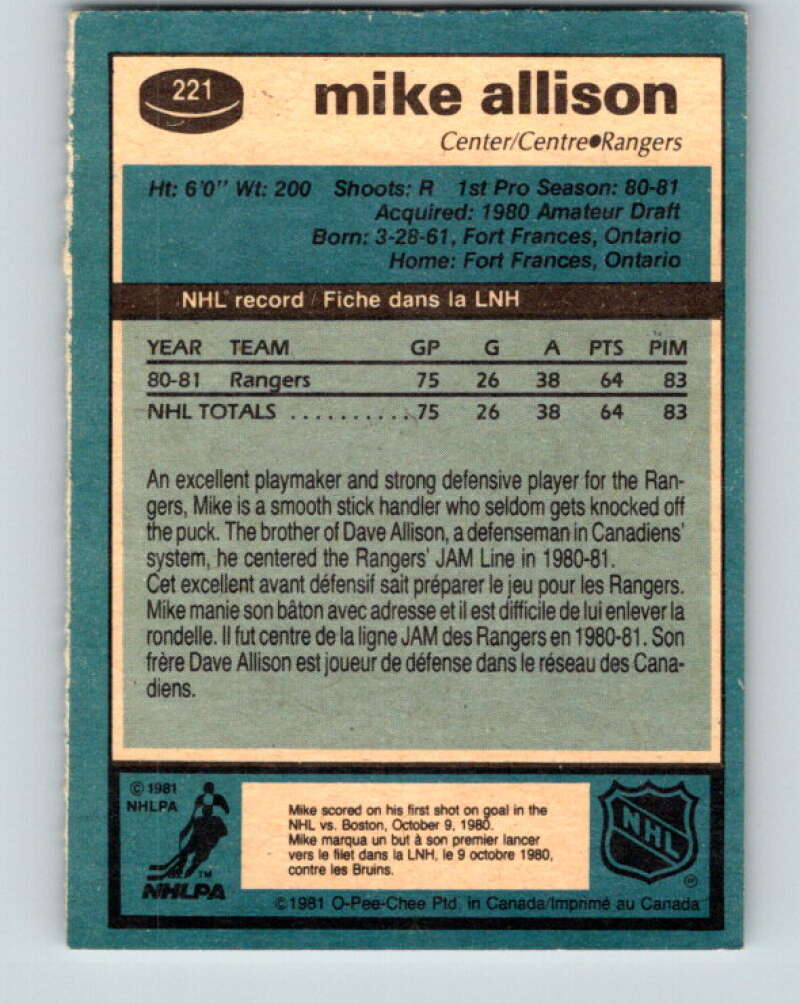 221
mike allison
Center/Centre●Rangers
Ht: 6'0" Wt: 200 Shoots: R 1st Pro Season: 80-81
Acquired: 1980 Amateur Draft
Born: 3-28-61, Fort Frances, Ontario
Home: Fort Frances, Ontario
NHL record / Fiche dans la LNH
YEAR TEAM GP G A PTS PIM
80-81 Rangers 75 26 38 64 83
NHL TOTALS .......... 75 26 38 64 83
An excellent playmaker and strong defensive player for the Ran-
gers, Mike is a smooth stick handler who seldom gets knocked off
the puck. The brother of Dave Allison, a defenseman in Canadiens'
system, he centered the Rangers' JAM Line in 1980-81.
Cet excellent avant défensif sait préparer le jeu pour les Rangers.
Mike manie son bâton avec adresse et il est difficile de lui enlever la
rondelle. Il fut centre de la ligne JAM des Rangers en 1980-81. Son
frère Dave Allison est joueur de défense dans le réseau des Cana-
diens.
© 1981
NHLPA
TM
NHLPA
Mike scored on his first shot on goal in the
NHL vs. Boston, October 9, 1980.
Mike marqua un but à son premier lancer
vers le filet dans la LNH, le 9 octobre 1980,
contre les Bruins.
NHL
©1981 O-Pee-Chee Ptd. in Canada/Imprimé au Canada